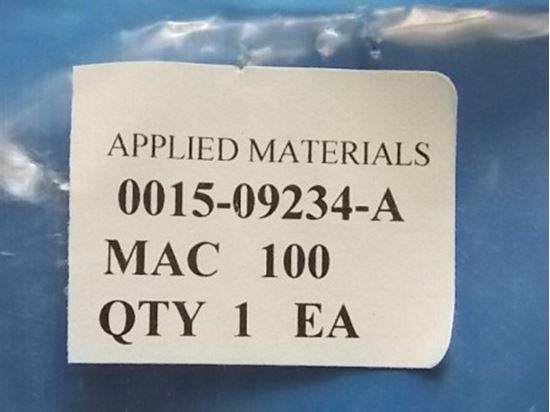 APPLIED MATERIALS
0015-09234-A
MAC 100
QTY 1 EA